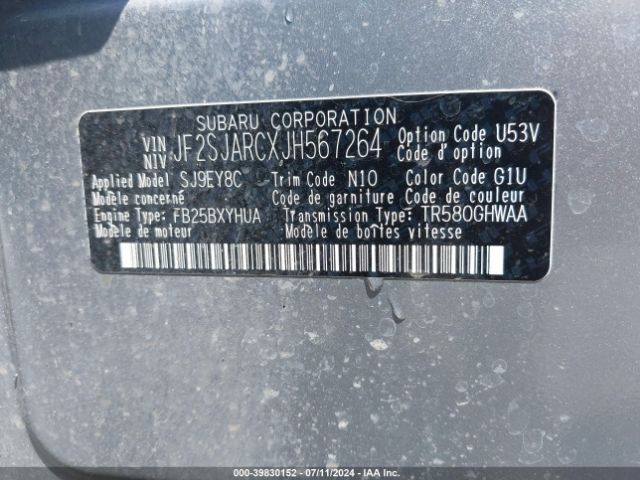 SUBARU CORPORATION
VIN
NIV JF2SJARCXJH567264 Option Code U53V
Code d'option
Applied Model SJ9EY8C Trim Code N10 Color Code G1U
Modèle concerné Code de garniture Code de couleur
Engine Type: FB25BXYHUA Transmission Type: TR580GHWAA
Modèle de moteur Modèle de boîtes vitesse
000-39830152 - 07/11/2024 - IAA Inc.